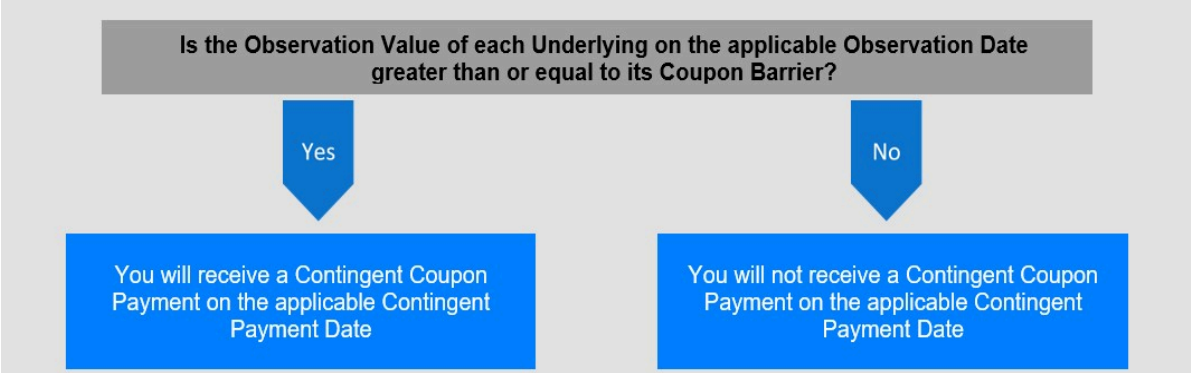 Is the Observation Value of each Underlying on the applicable Observation Date
greater than or equal to its Coupon Barrier?
Yes
No
You will receive a Contingent Coupon
Payment on the applicable Contingent
Payment Date
You will not receive a Contingent Coupon
Payment on the applicable Contingent
Payment Date